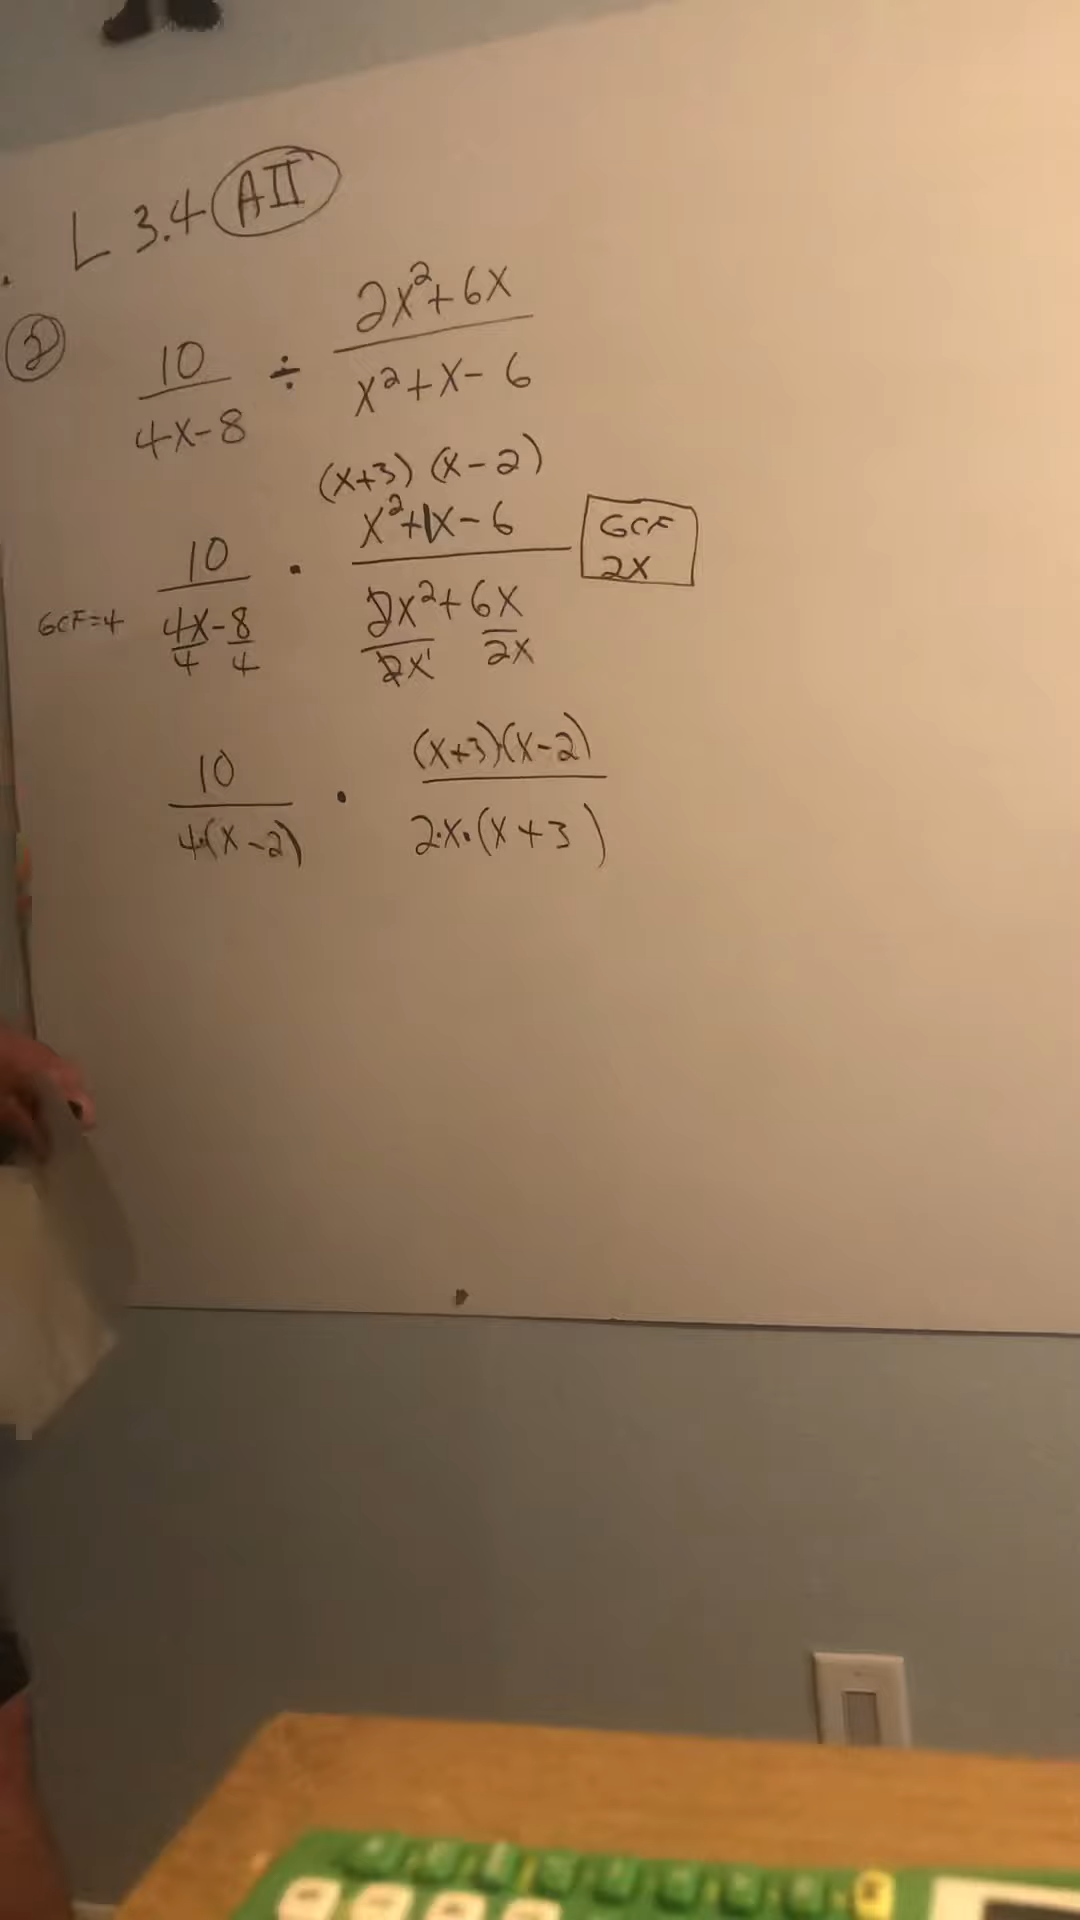 L 3.4 AII
2
10 / 4x-8 ÷ 2x²+6x / x²+x-6
(x+3) (x-2)
10 / 4x-8 · x²+1x-6 / 2x²+6x
GCF=4
4 4
2x 2x
GCF
2x
10 / 4·(x-2) · (x+3)(x-2) / 2·x·(x+3)